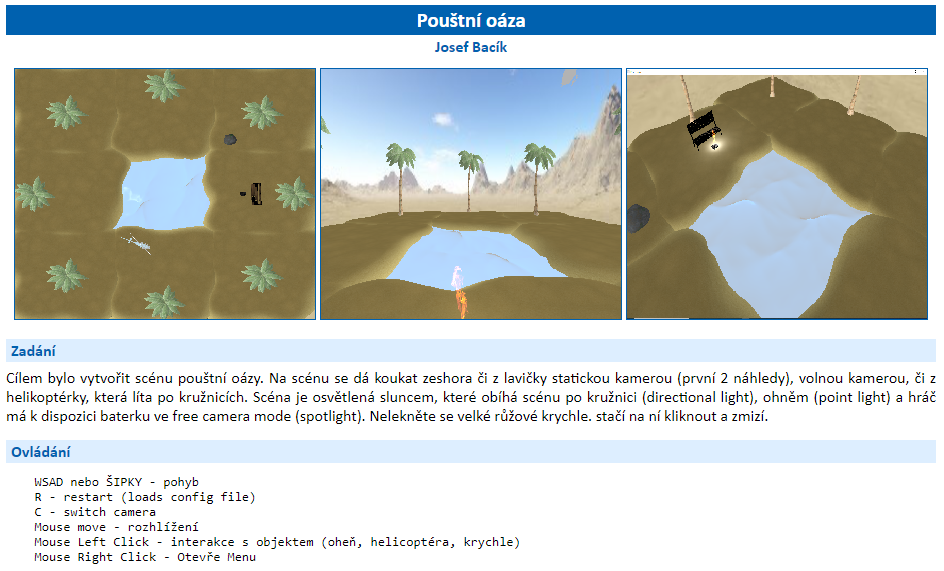 Pouštní oáza
Josef Bacík
Zadání
Cílem bylo vytvořit scénu pouštní oázy. Na scénu se dá koukat zeshora či z lavičky statickou kamerou (první 2 náhledy), volnou kamerou, či z
helikoptérky, která líta po kružnicích. Scéna je osvětlená sluncem, které obíhá scénu po kružnici (directional light), ohněm (point light) a hráč
má k dispozici baterku ve free camera mode (spotlight). Nelekněte se velké růžové krychle. stačí na ní kliknout a zmizí.
Ovládání
WSAD nebo ŠIPKY - pohyb
R - restart (loads config file)
C - switch camera
Mouse move - rozhlížení
Mouse Left Click - interakce s objektem (oheň, helicoptéra, krychle)
Mouse Right Click - Otevře Menu